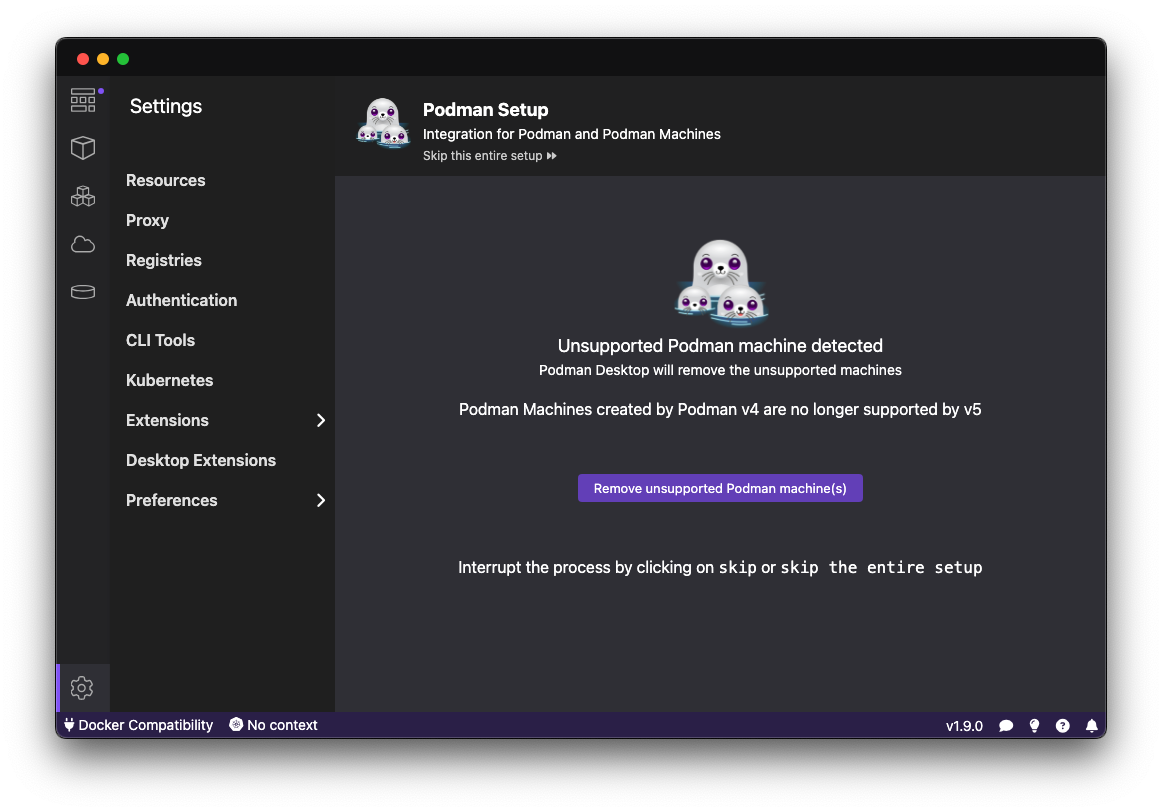 Settings
Resources
Proxy
Registries
Authentication
CLI Tools
Kubernetes
Extensions
Desktop Extensions
Preferences
Podman Setup
Integration for Podman and Podman Machines
Skip this entire setup
Unsupported Podman machine detected
Podman Desktop will remove the unsupported machines
Podman Machines created by Podman v4 are no longer supported by v5
Remove unsupported Podman machine(s)
Interrupt the process by clicking on skip or skip the entire setup
Docker Compatibility
No context
v1.9.0